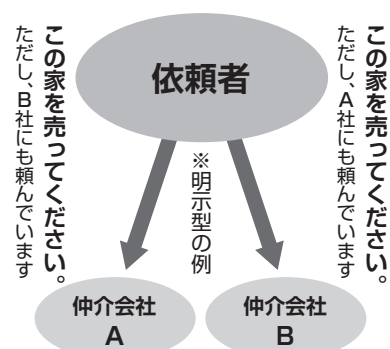 この家を売ってください。
ただし、A社にも頼んでいます
依頼者
この家を売ってください。
ただし、B社にも頼んでいます
※明示型の例
仲介会社
A
仲介会社
B